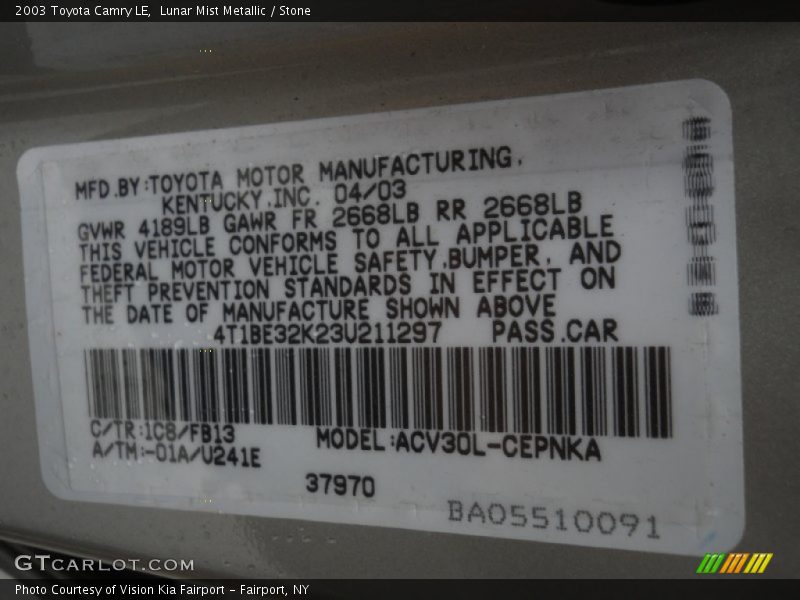 2003 Toyota Camry LE,  Lunar Mist Metallic / Stone
MFD.BY:TOYOTA MOTOR MANUFACTURING,
KENTUCKY,INC. 04/03
GVWR 4189LB GAWR FR 2668LB RR 2668LB
THIS VEHICLE CONFORMS TO ALL APPLICABLE
FEDERAL MOTOR VEHICLE SAFETY,BUMPER, AND
THEFT PREVENTION STANDARDS IN EFFECT ON
THE DATE OF MANUFACTURE SHOWN ABOVE
4T1BE32K23U211297 PASS.CAR
C/TR:1C8/FB13 MODEL:ACV30L-CEPNKA
A/TM:-01A/U241E
37970
BA05510091
GTCARLOT.COM
Photo Courtesy of Vision Kia Fairport - Fairport, NY